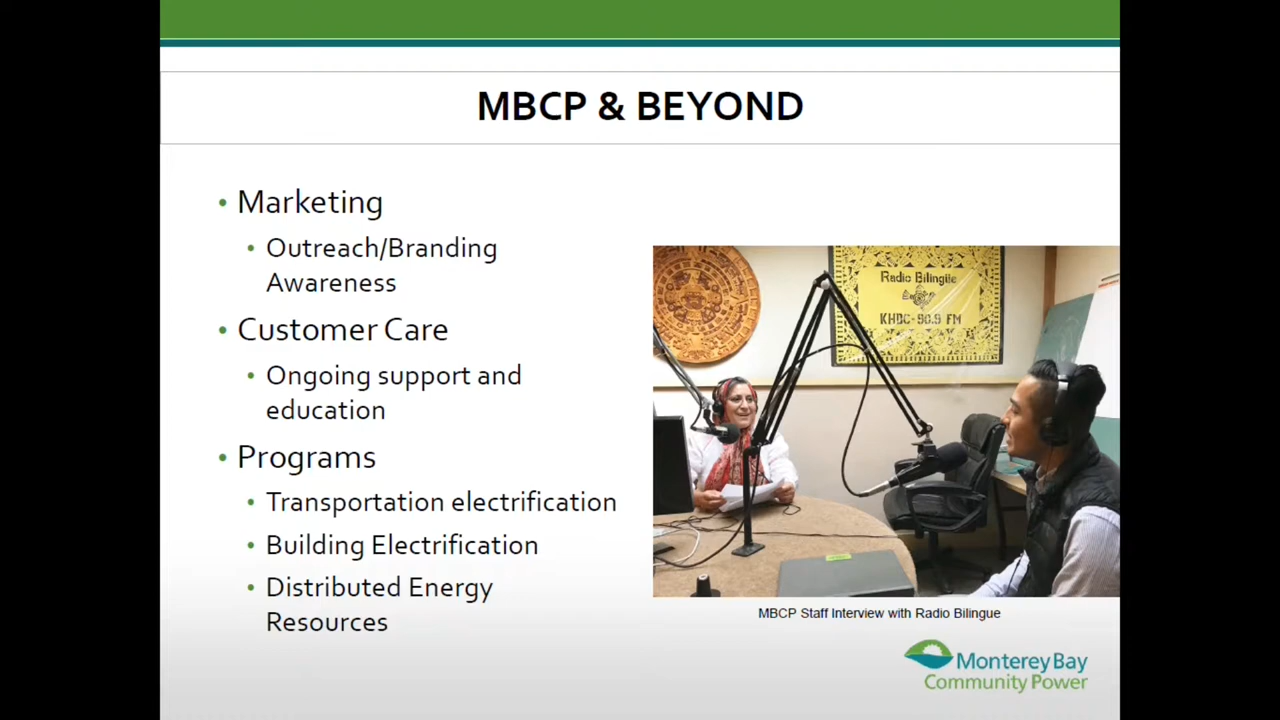 MBCP & BEYOND
• Marketing
• Outreach/Branding
Awareness
• Customer Care
• Ongoing support and
education
• Programs
• Transportation electrification
• Building Electrification
• Distributed Energy
Resources
Radio Bilingüe
KHDC-90.9 FM
MBCP Staff Interview with Radio Bilingue
Monterey Bay
Community Power